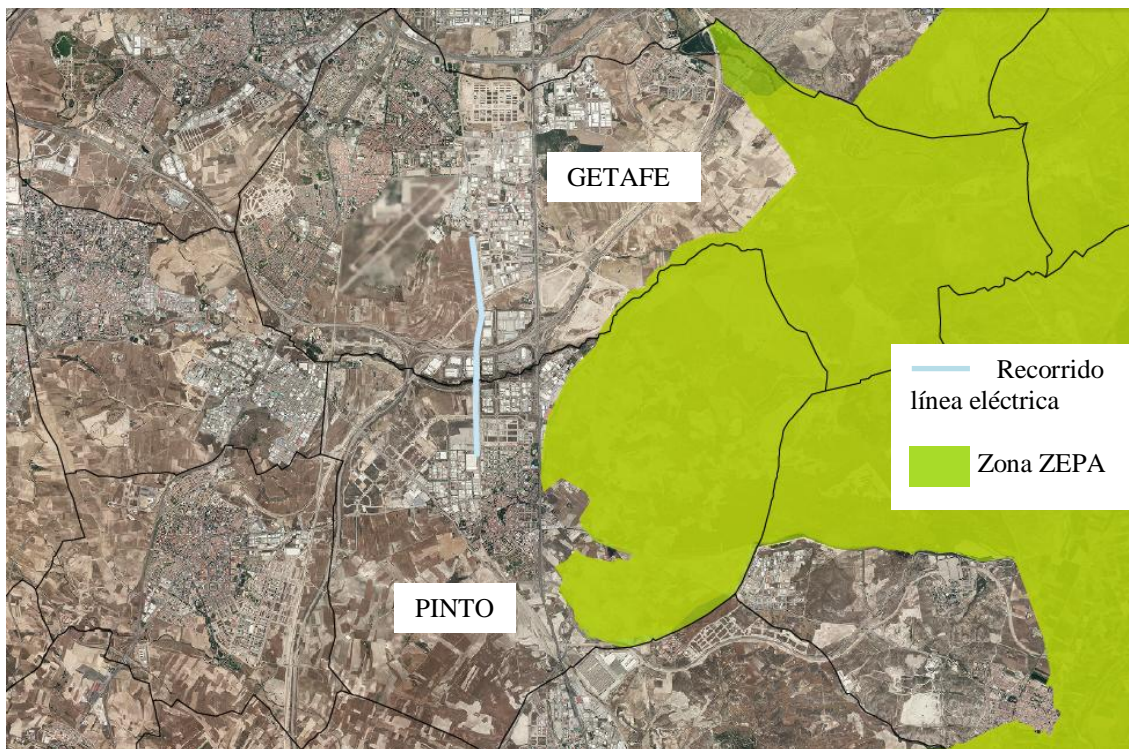 GETAFE
Recorrido
línea eléctrica
Zona ZEPA
PINTO